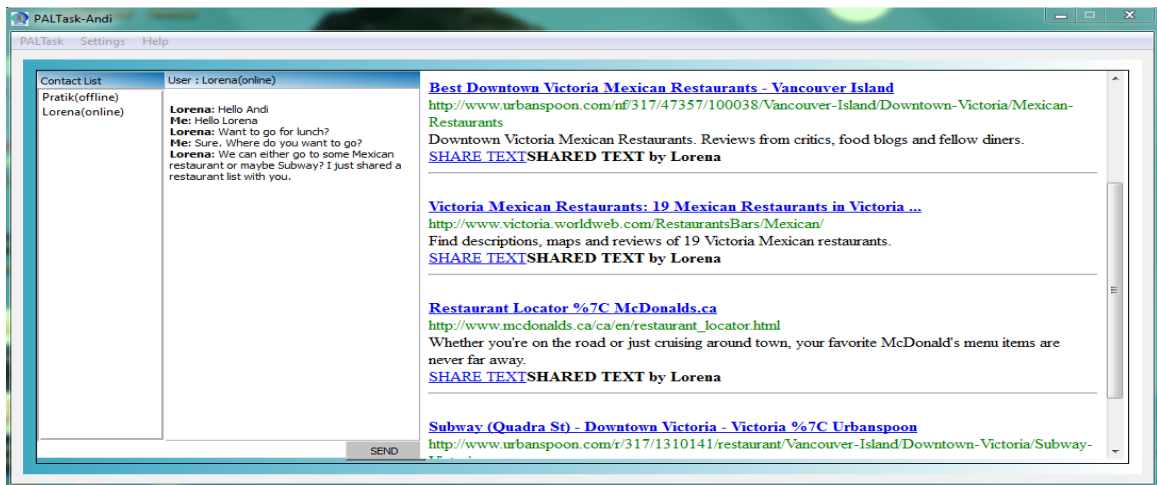 PALTask-Andi
PALTask Settings Help
Contact List
Pratik(offline)
Lorena(online)
User : Lorena(online)
Lorena: Hello Andi
Me: Hello Lorena
Lorena: Want to go for lunch?
Me: Sure. Where do you want to go?
Lorena: We can either go to some Mexican
restaurant or maybe Subway? I just shared a
restaurant list with you.
SEND
Best Downtown Victoria Mexican Restaurants - Vancouver Island
http://www.urbanspoon.com/nf/317/47357/100038/Vancouver-Island/Downtown-Victoria/Mexican-
Restaurants
Downtown Victoria Mexican Restaurants. Reviews from critics, food blogs and fellow diners.
SHARE TEXTSHARED TEXT by Lorena
Victoria Mexican Restaurants: 19 Mexican Restaurants in Victoria ...
http://www.victoria.worldweb.com/RestaurantsBars/Mexican/
Find descriptions, maps and reviews of 19 Victoria Mexican restaurants.
SHARE TEXTSHARED TEXT by Lorena
Restaurant Locator %7C McDonalds.ca
http://www.mcdonalds.ca/ca/en/restaurant_locator.html
Whether you're on the road or just cruising around town, your favorite McDonald's menu items are
never far away.
SHARE TEXTSHARED TEXT by Lorena
Subway (Quadra St) - Downtown Victoria - Victoria %7C Urbanspoon
http://www.urbanspoon.com/r/317/1310141/restaurant/Vancouver-Island/Downtown-Victoria/Subway-